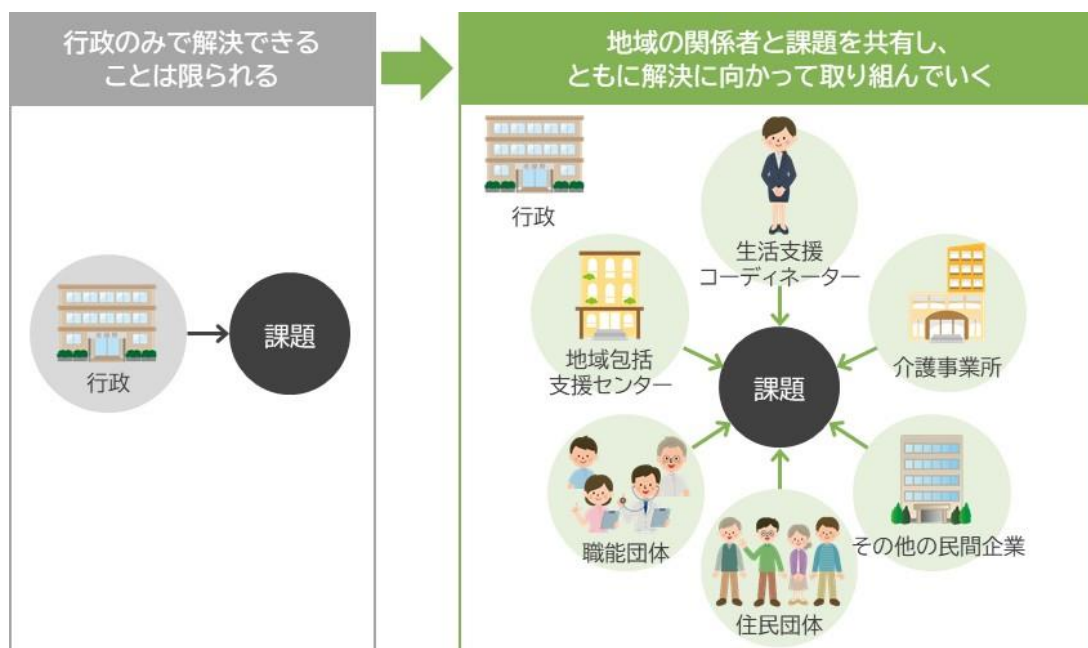 行政のみで解決できる
ことは限られる
行政
課題
地域の関係者と課題を共有し、
ともに解決に向かって取り組んでいく
行政
生活支援
コーディネーター
地域包括
支援センター
介護事業所
課題
職能団体
その他の民間企業
住民団体